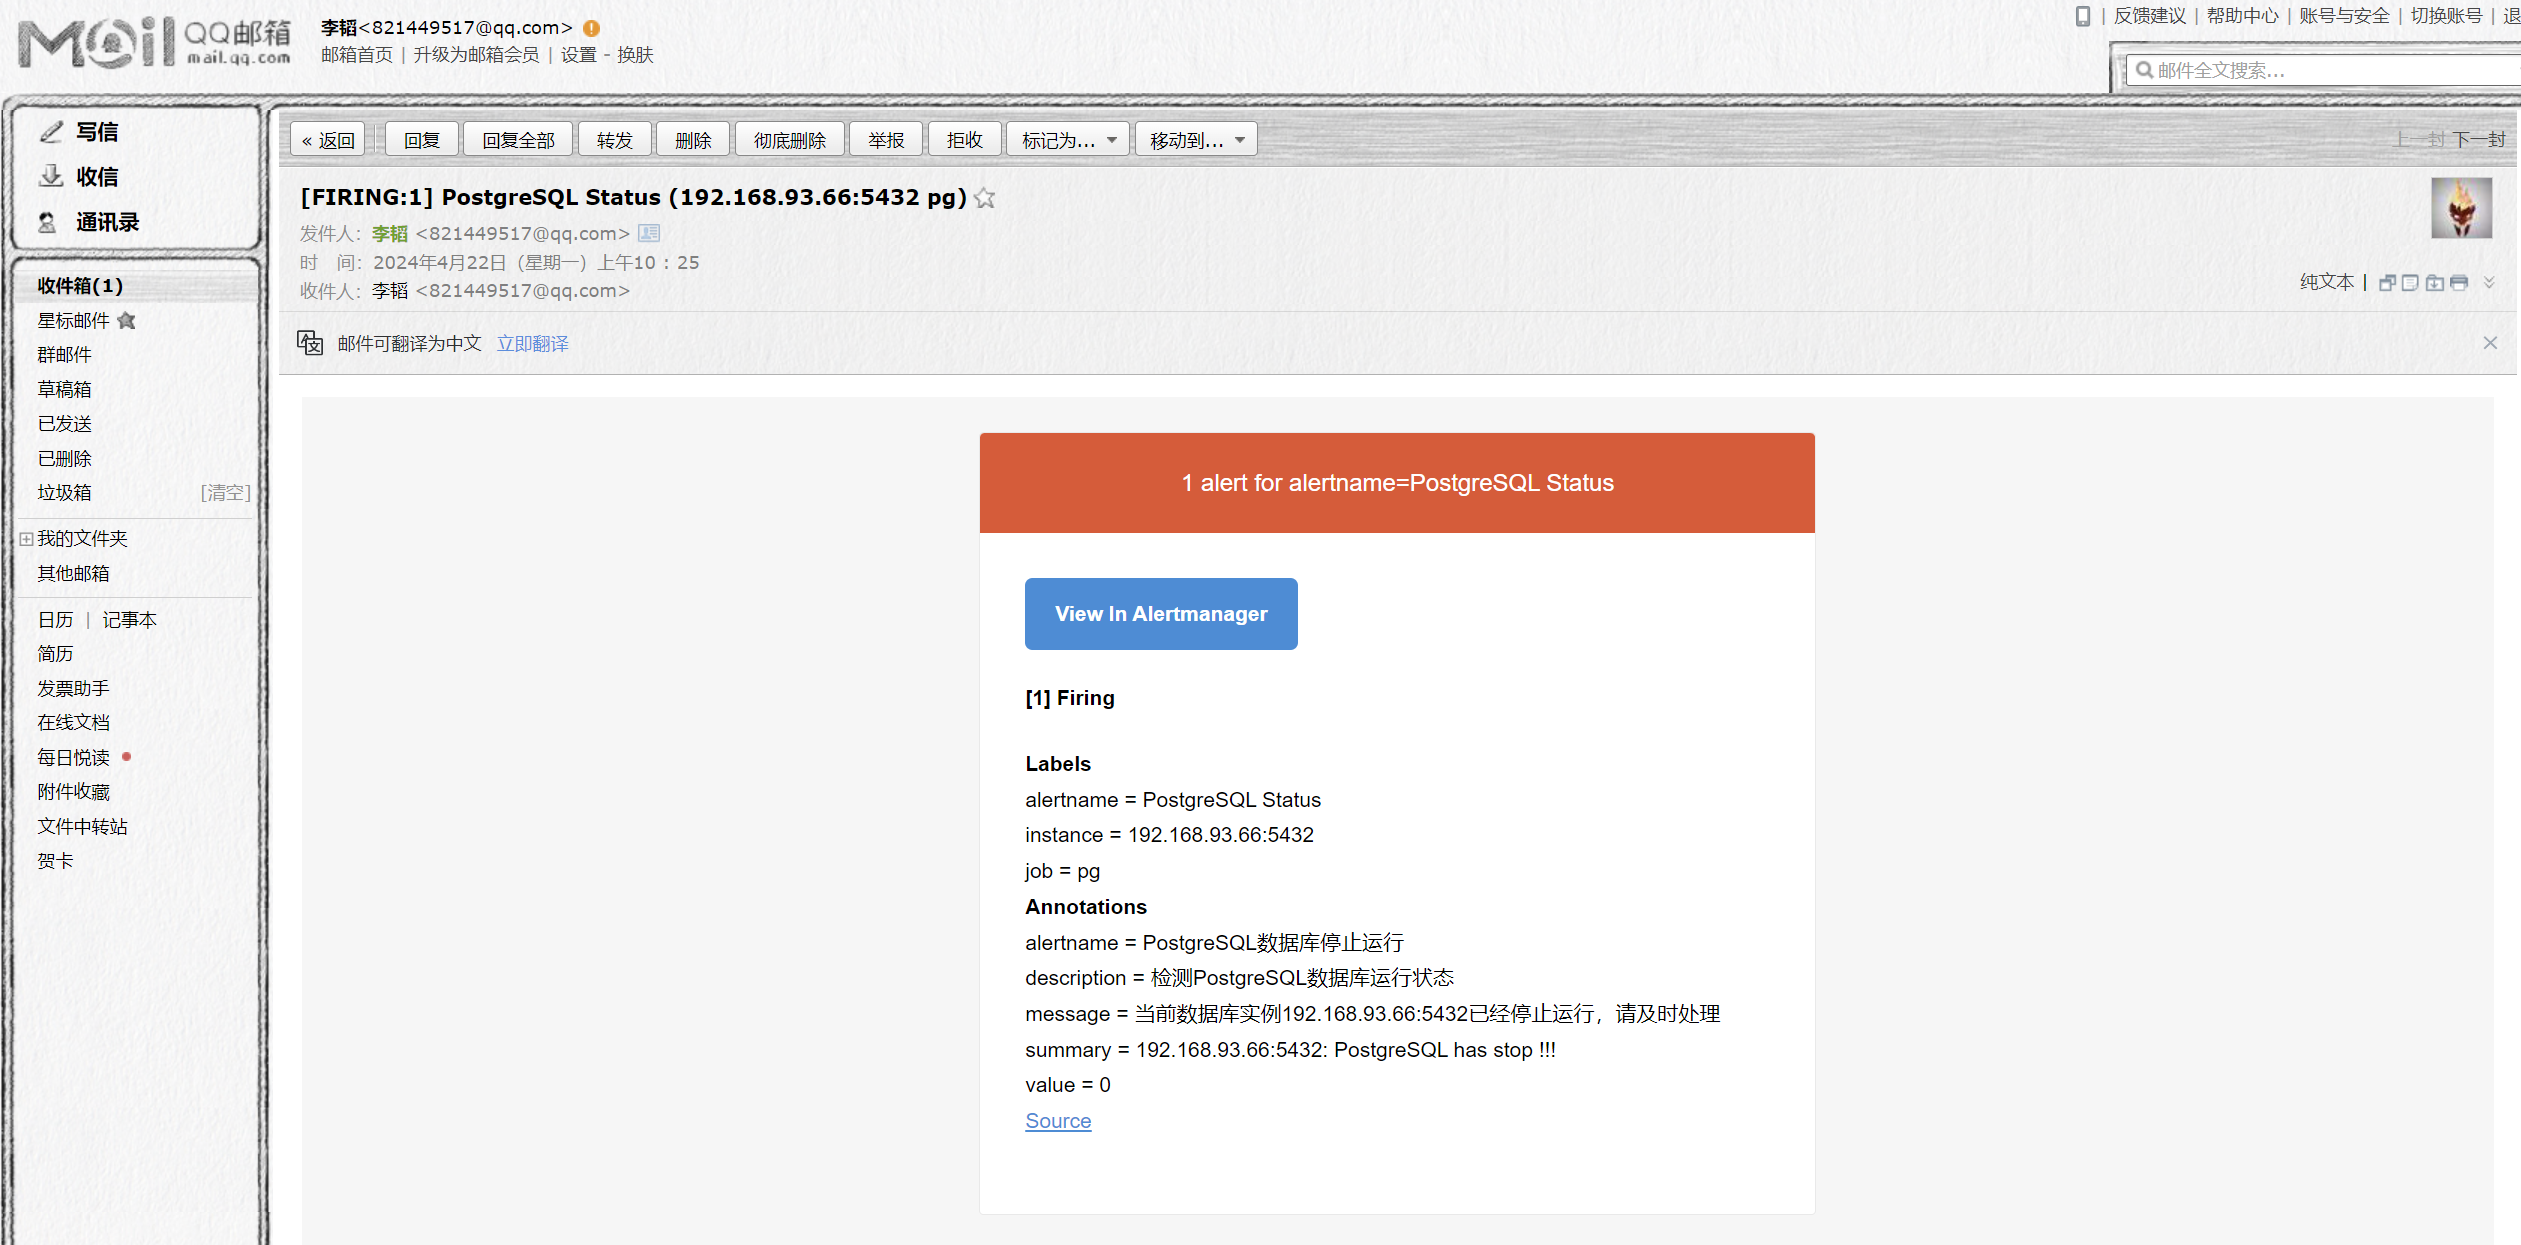 Mail QQ邮箱
mail.qq.com
李韬<821449517@qq.com>
邮箱首页 | 升级为邮箱会员 | 设置 - 换肤
反馈建议 | 帮助中心 | 账号与安全 | 切换账号 | 退
邮件全文搜索...
写信
收信
通讯录
收件箱(1)
星标邮件
群邮件
草稿箱
已发送
已删除
垃圾箱 [清空]
我的文件夹
其他邮箱
日历 | 记事本
简历
发票助手
在线文档
每日悦读
附件收藏
文件中转站
贺卡
« 返回 回复 回复全部 转发 删除 彻底删除 举报 拒收 标记为... 移动到... 上一封 下一封
[FIRING:1] PostgreSQL Status (192.168.93.66:5432 pg)
发件人：李韬 <821449517@qq.com>
时 间：2024年4月22日（星期一）上午10：25
收件人：李韬 <821449517@qq.com>
纯文本 |
邮件可翻译为中文 立即翻译
1 alert for alertname=PostgreSQL Status
View In Alertmanager
[1] Firing
Labels
alertname = PostgreSQL Status
instance = 192.168.93.66:5432
job = pg
Annotations
alertname = PostgreSQL数据库停止运行
description = 检测PostgreSQL数据库运行状态
message = 当前数据库实例192.168.93.66:5432已经停止运行，请及时处理
summary = 192.168.93.66:5432: PostgreSQL has stop !!!
value = 0
Source